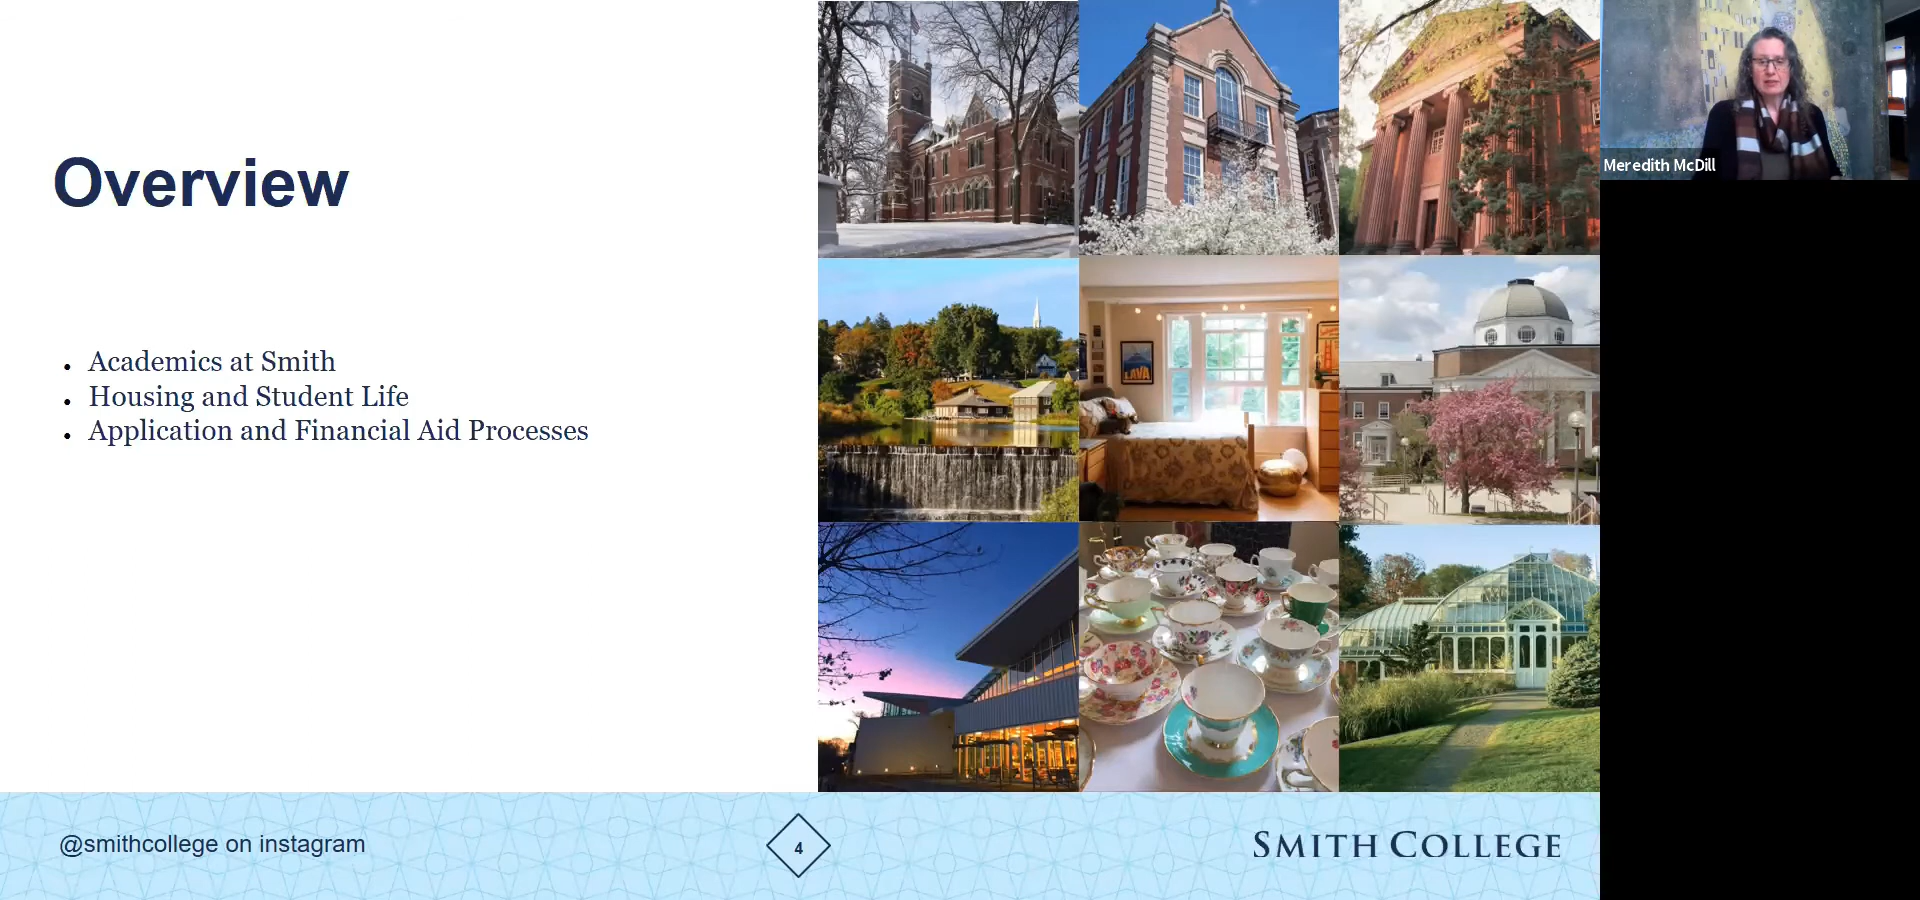 Overview
Academics at Smith
Housing and Student Life
Application and Financial Aid Processes
LAVA
Meredith McDill
@smithcollege on instagram
4
SMITH COLLEGE